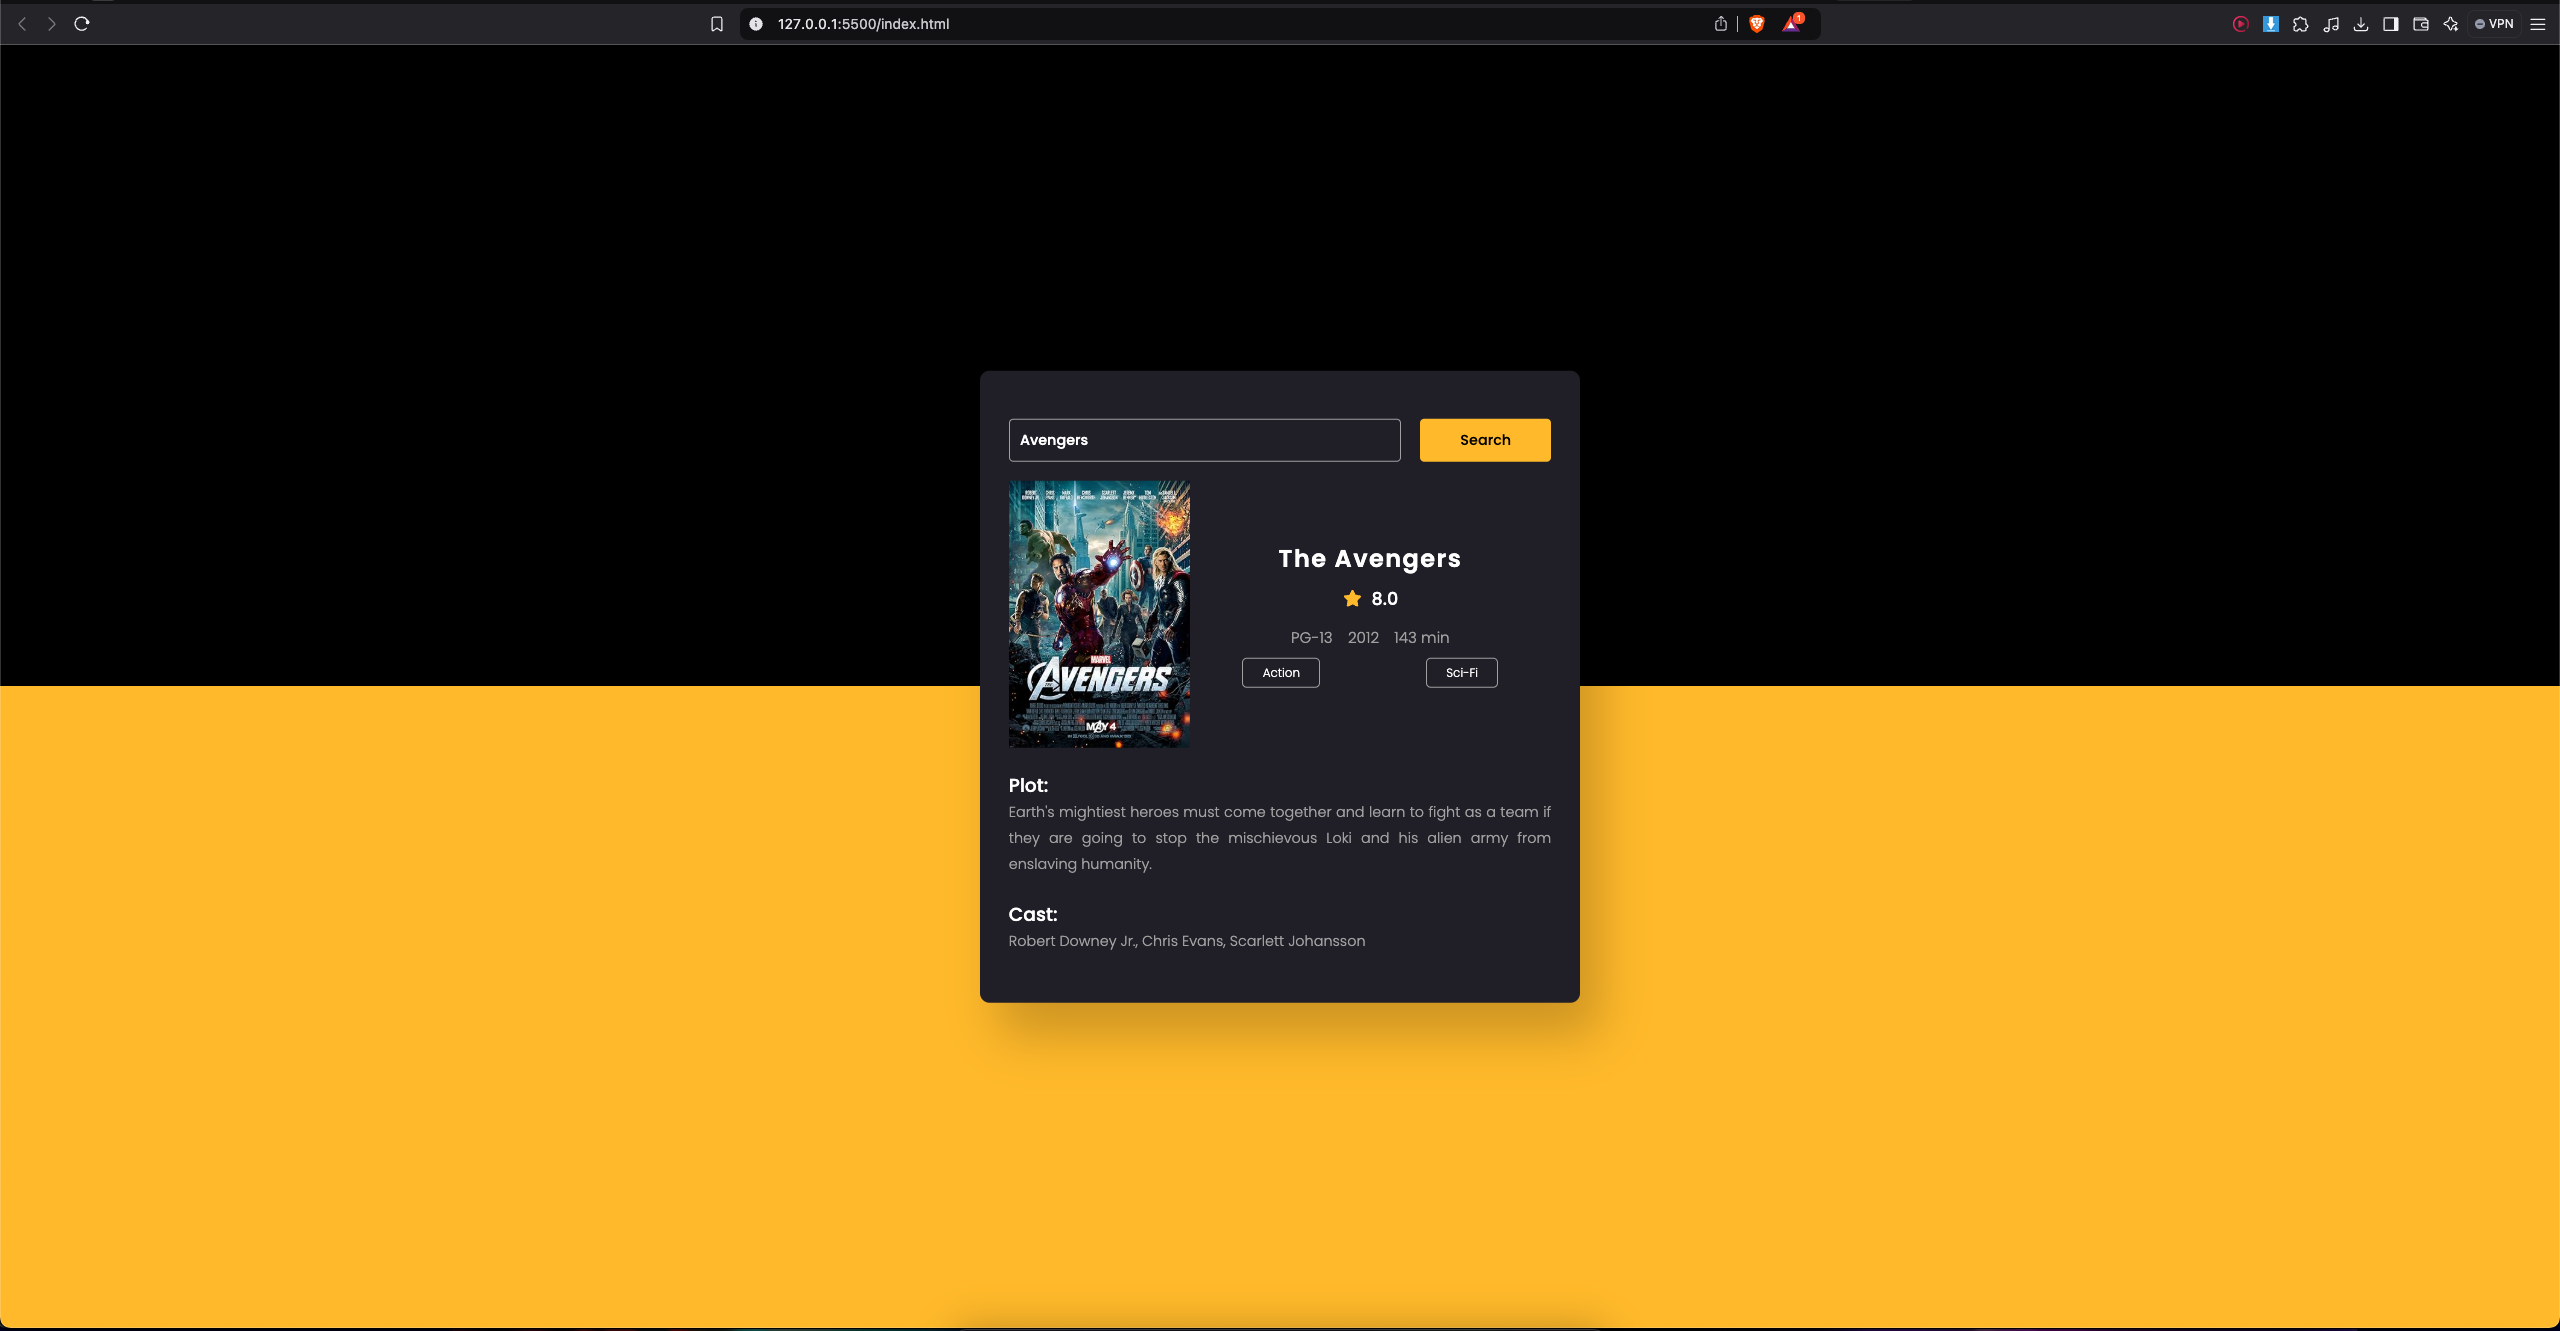 127.0.0.1:5500/index.html
1
VPN
Avengers
Search
MARVEL
AVENGERS
MAY 4
The Avengers
8.0
PG-13 2012 143 min
Action Sci-Fi
Plot:
Earth's mightiest heroes must come together and learn to fight as a team if
they are going to stop the mischievous Loki and his alien army from
enslaving humanity.
Cast:
Robert Downey Jr., Chris Evans, Scarlett Johansson